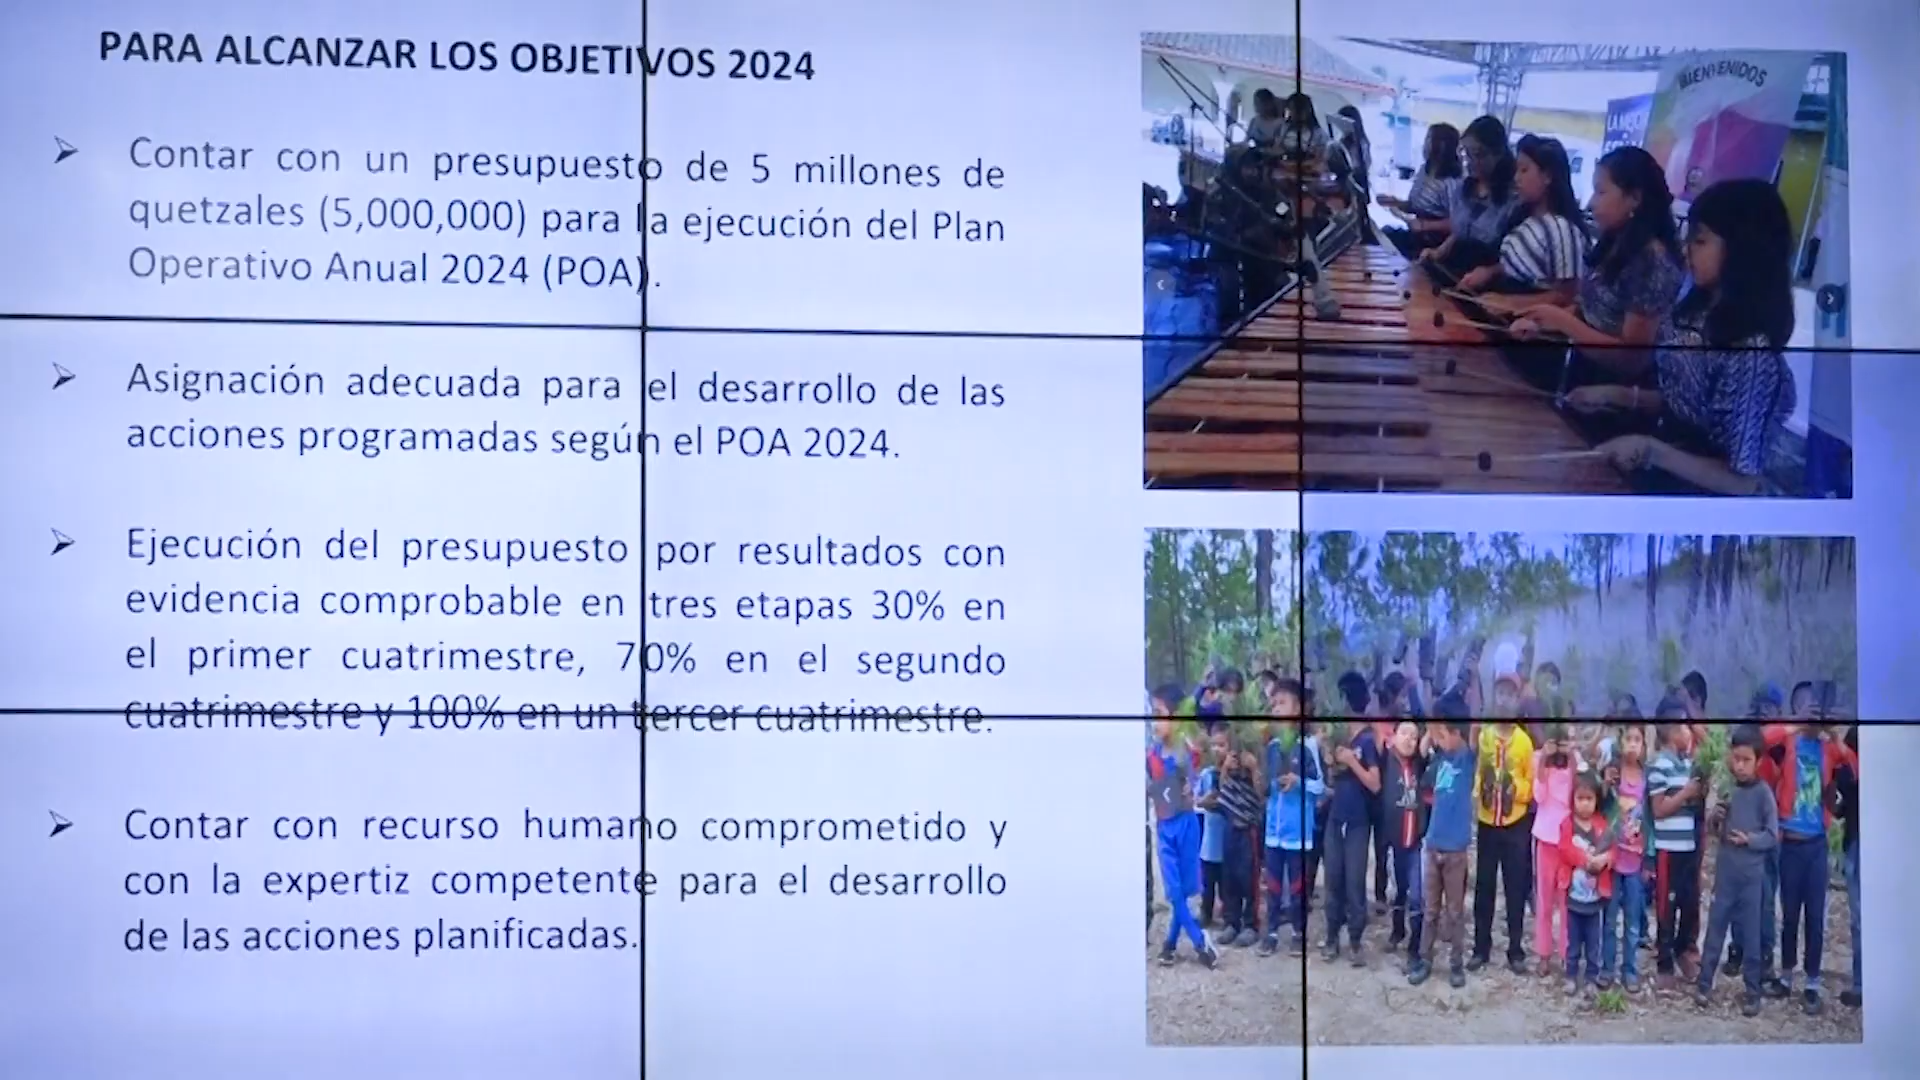 PARA ALCANZAR LOS OBJETIVOS 2024
Contar con un presupuesto de 5 millones de
quetzales (5,000,000) para la ejecución del Plan
Operativo Anual 2024 (POA).
Asignación adecuada para el desarrollo de las
acciones programadas según el POA 2024.
Ejecución del presupuesto por resultados con
evidencia comprobable en tres etapas 30% en
el primer cuatrimestre, 70% en el segundo
cuatrimestre y 100% en un tercer cuatrimestre.
Contar con recurso humano comprometido y
con la expertiz competente para el desarrollo
de las acciones planificadas.
BIENVENIDOS